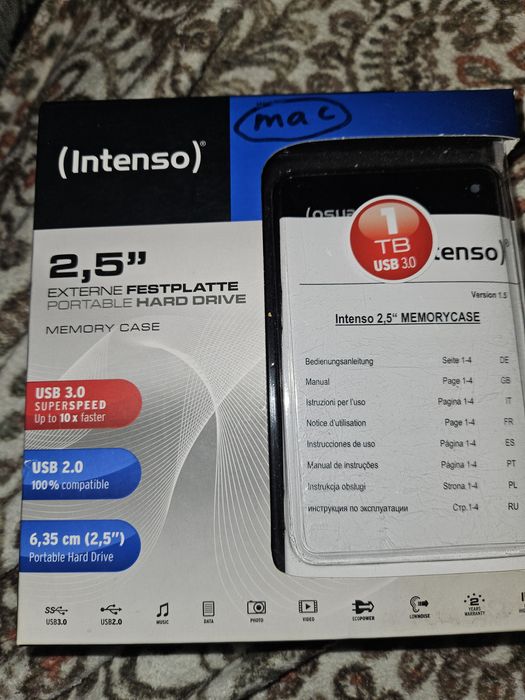 mac
(Intenso)®
2,5"
EXTERNE FESTPLATTE
PORTABLE HARD DRIVE
MEMORY CASE
USB 3.0
SUPERSPEED
Up to 10x faster
USB 2.0
100% compatible
6,35 cm (2,5")
Portable Hard Drive
1
TB
USB 3.0
tenso)®
Version 1.5
Intenso 2,5" MEMORYCASE
Bedienungsanleitung Seite 1-4 DE
Manual Page 1-4 GB
Istruzioni per l'uso Pagina 1-4 IT
Notice d'utilisation Page 1-4 FR
Instrucciones de uso Página 1-4 ES
Manual de instruções Página 1-4 PT
Instrukcja obsługi Strona 1-4 PL
инструкция по эксплуатации Стр.1-4 RU
USB3.0 USB2.0 MUSIC DATA PHOTO VIDEO ECOPOWER LOWNOISE 2 YEARS WARRANTY